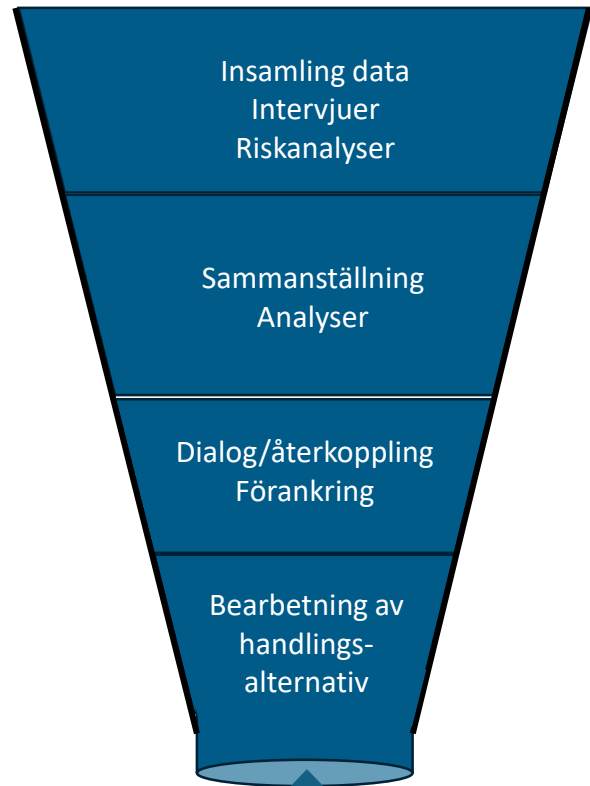 Insamling data
Intervjuer
Riskanalyser
Sammanställning
Analyser
Dialog/återkoppling
Förankring
Bearbetning av
handlings-
alternativ